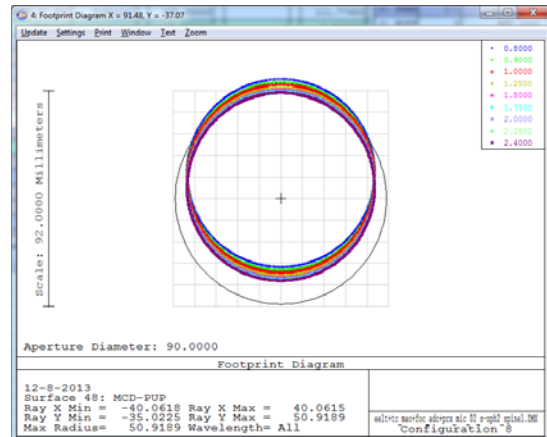 4: Footprint Diagram X = 91.48, Y = -37.07
Update Settings Print Window Text Zoom
0.8000
0.9000
1.0000
1.2500
1.5000
1.7500
2.0000
2.2500
2.4000
Scale: 92.0000 Millimeters
Aperture Diameter: 90.0000
Footprint Diagram
12-8-2013
Surface 48: MCD-PUP
Ray X Min = -40.0618 Ray X Max = 40.0615
Ray Y Min = -35.0225 Ray Y Max = 50.9189
Max Radius= 50.9189 Wavelength= All
Configuration 8